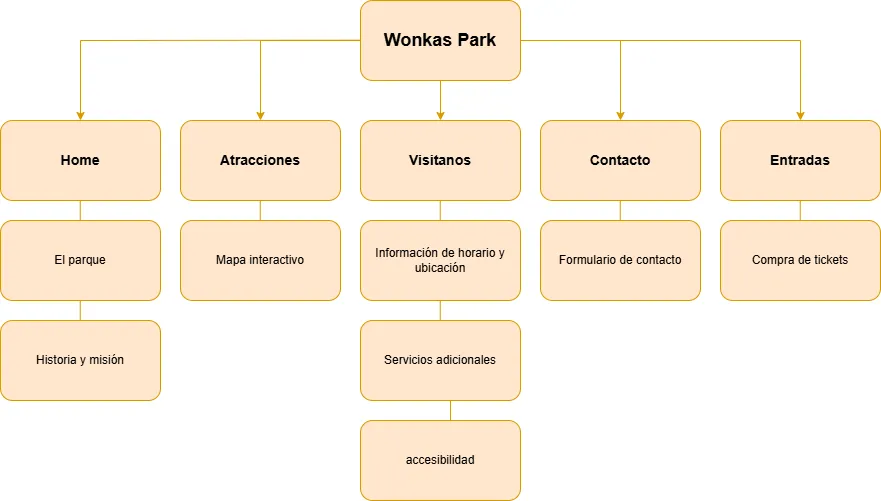 Wonkas Park
Home
Atracciones
Visitanos
Contacto
Entradas
El parque
Mapa interactivo
Información de horario y
ubicación
Formulario de contacto
Compra de tickets
Historia y misión
Servicios adicionales
accesibilidad